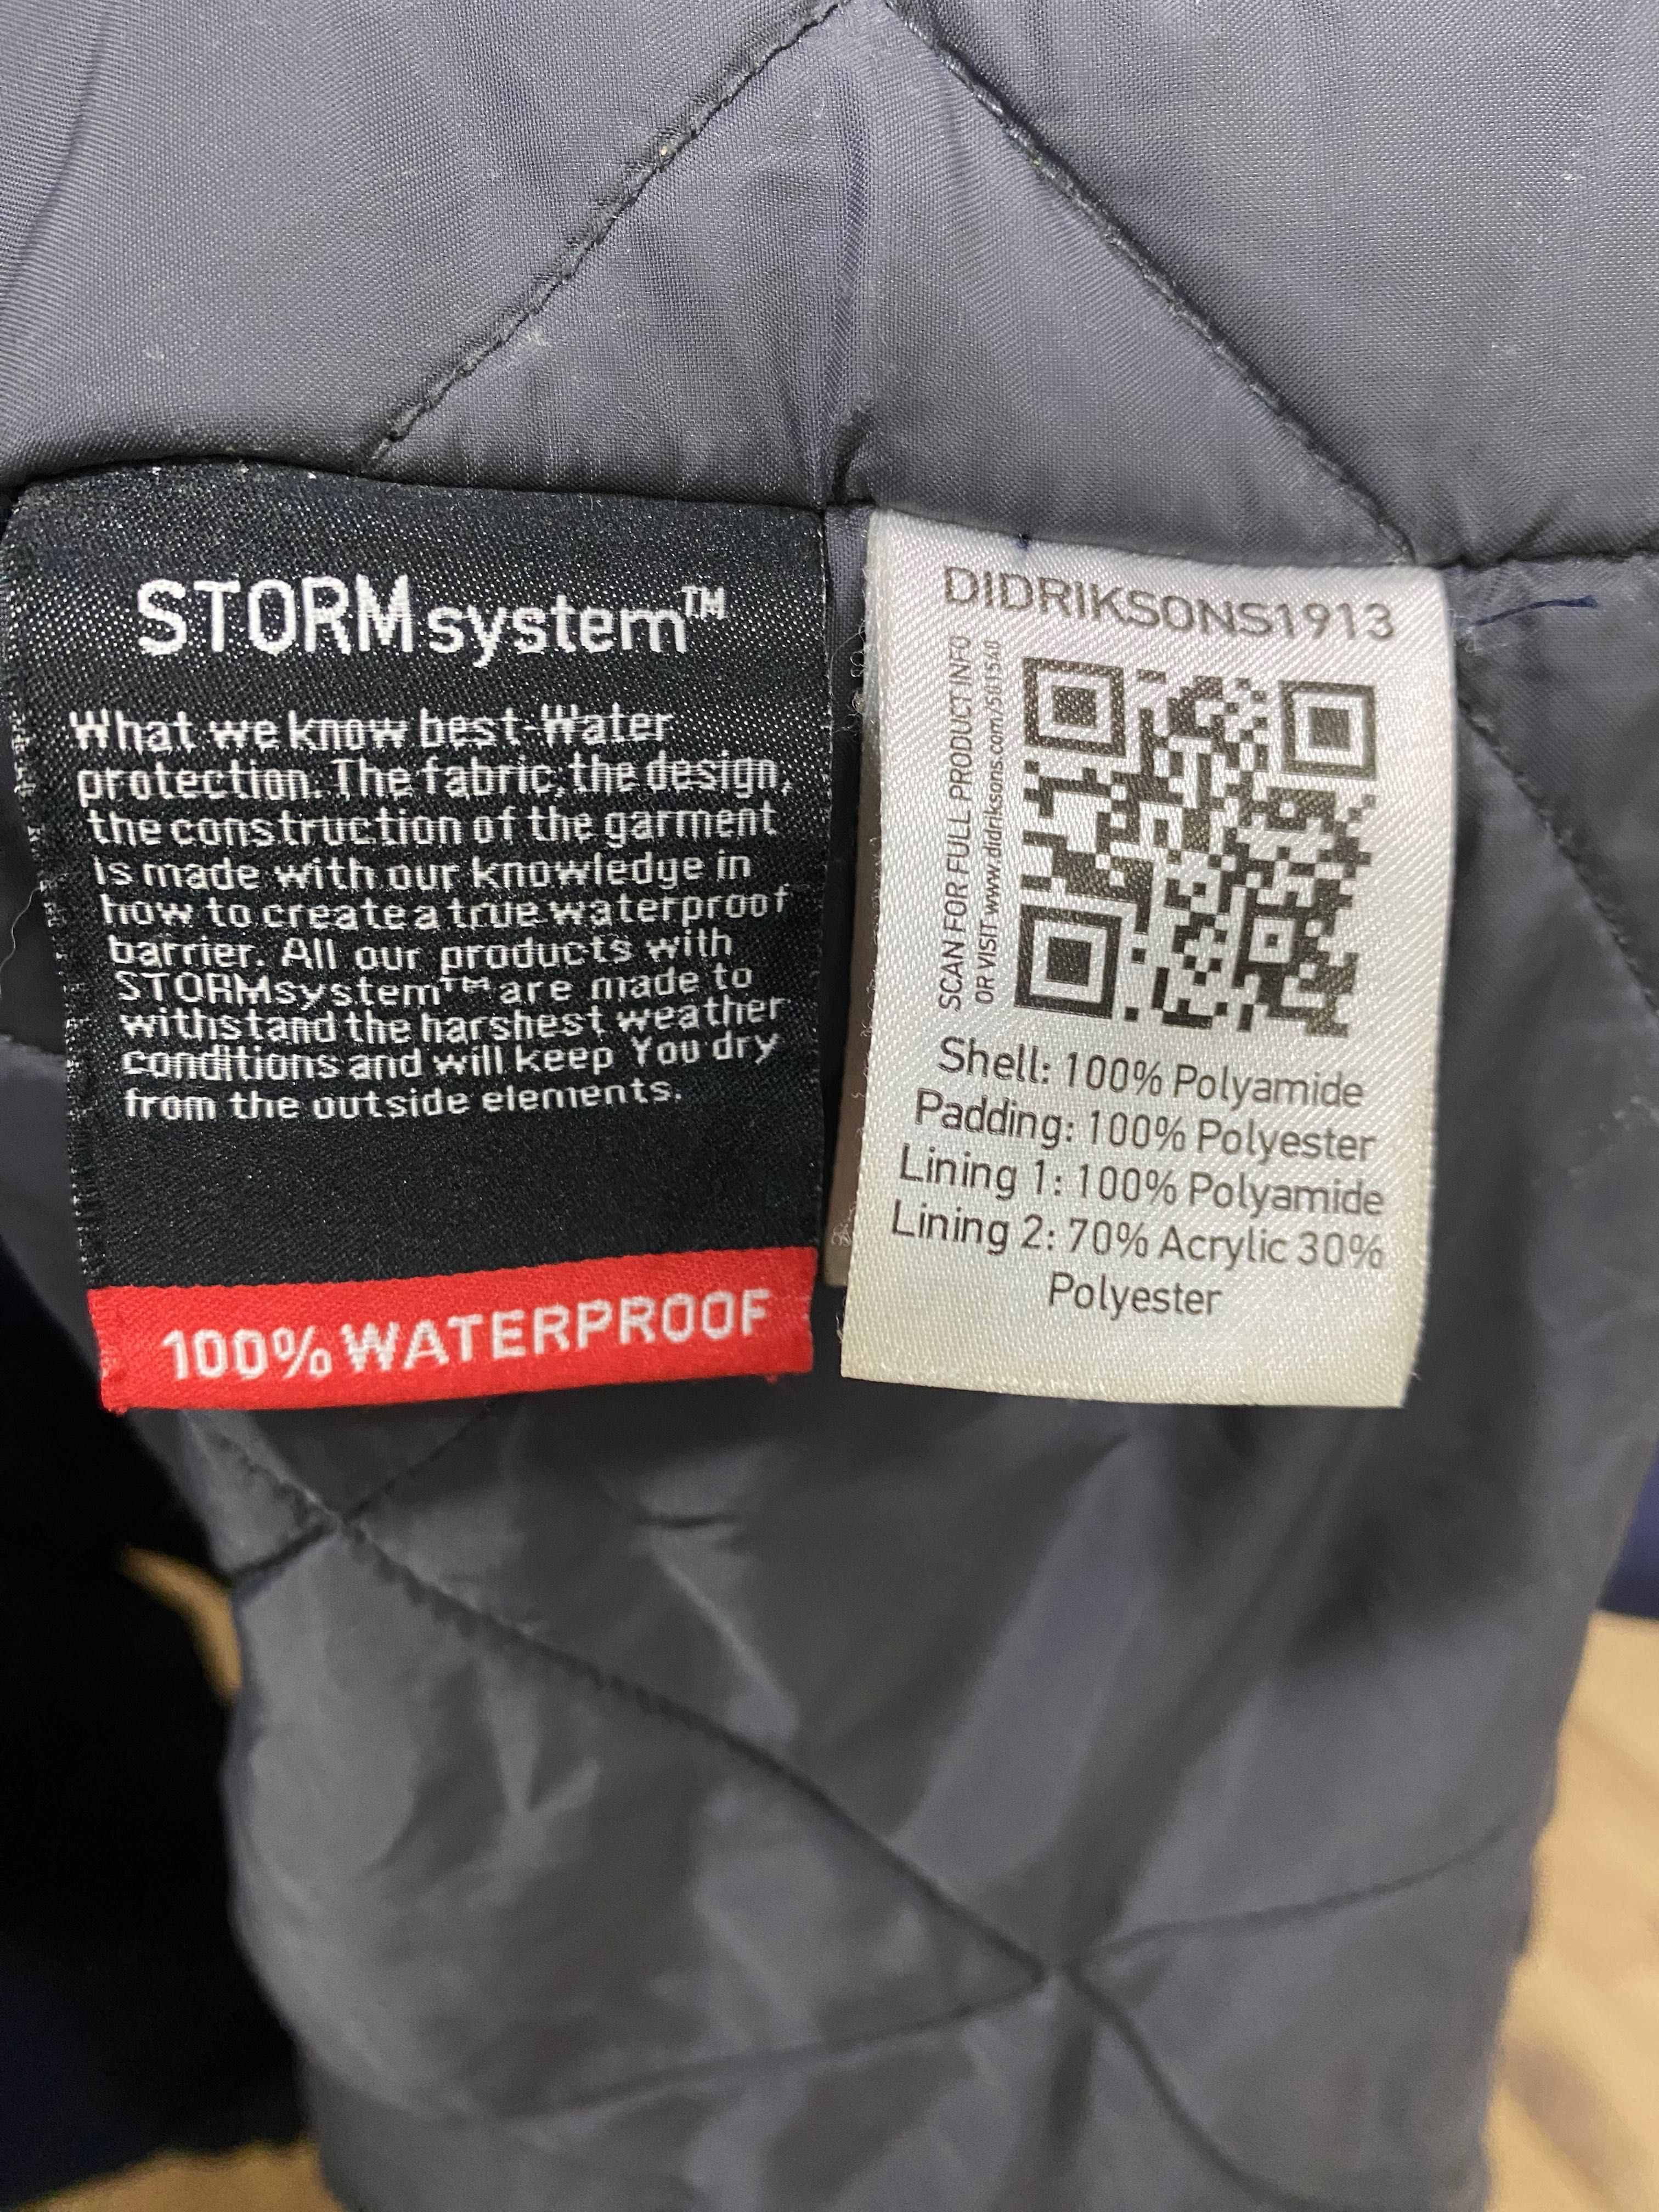 STORMsystem™
What we know best-Water
protection. The fabric, the design,
the construction of the garment
is made with our knowledge in
how to create a true waterproof
barrier. All our products with
STORMsystem™ are made to
withstand the harshest weather
conditions and will keep You dry
from the outside elements.
100% WATERPROOF
DIDRIKSONS1913
SCAN FOR FULL PRODUCT INFO
OR VISIT www.didriksons.com/581540
Shell: 100% Polyamide
Padding: 100% Polyester
Lining 1: 100% Polyamide
Lining 2: 70% Acrylic 30%
Polyester